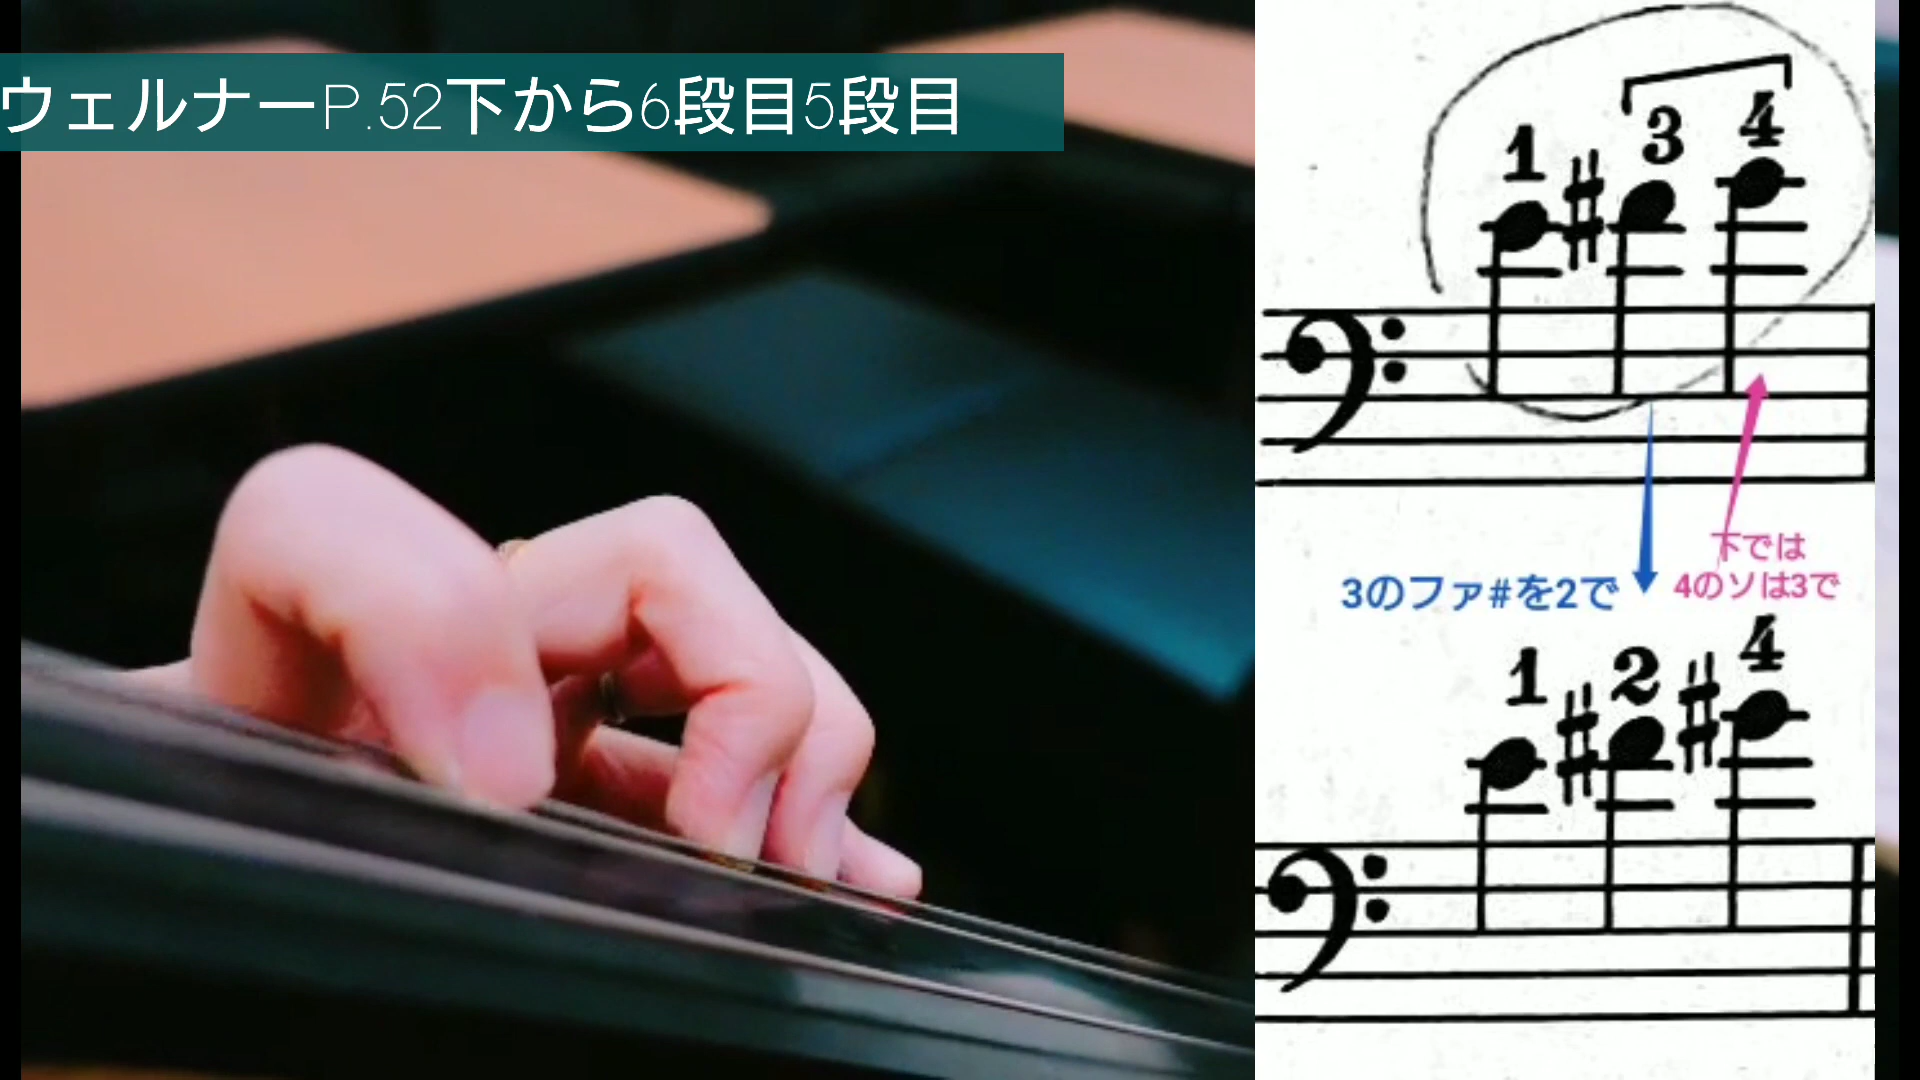 ウェルナーP.52下から6段目5段目
1 3 4
下では
3のファ#を2で
4のソは3で
1 2 4